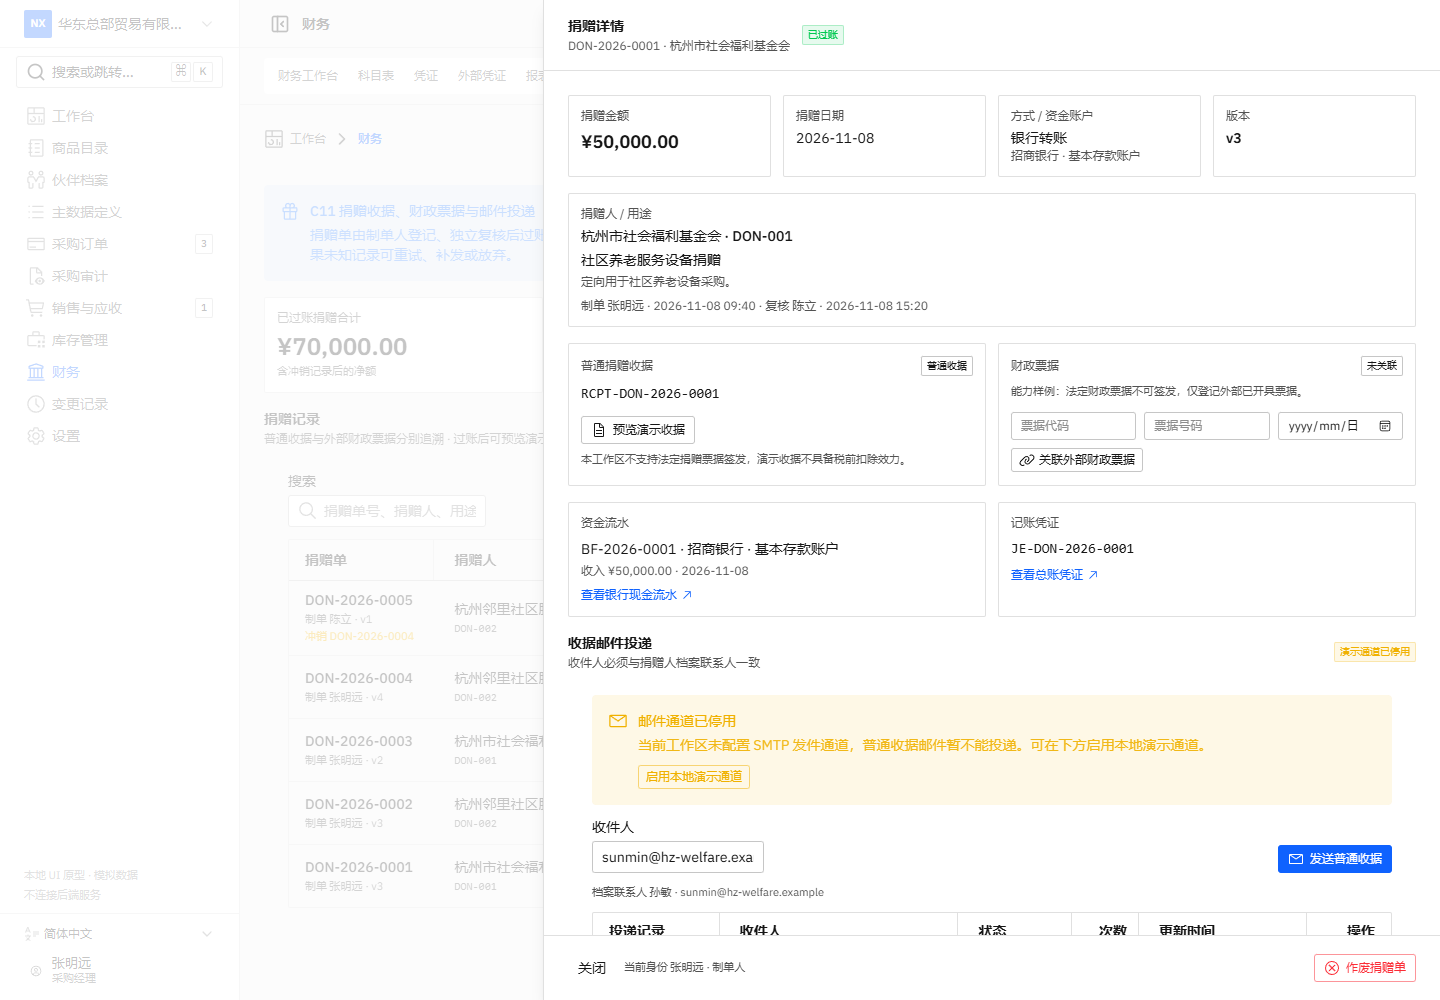 NX 华东总部贸易有限...
搜索或跳转... ⌘ K
工作台
商品目录
伙伴档案
主数据定义
采购订单 3
采购审计
销售与应收 1
库存管理
财务
变更记录
设置
本地 UI 原型 · 模拟数据
不连接后端服务
简体中文
张明远
采购经理
财务
财务工作台 科目表 凭证 外部凭证 报表
工作台 财务
C11 捐赠收据、财政票据与邮件投递
捐赠单由制单人登记、独立复核后过账
果未知记录可重试、补发或放弃。
已过账捐赠合计
¥70,000.00
含冲销记录后的净额
捐赠记录
普通收据与外部财政票据分别追溯 · 过账后可预览演示
搜索
捐赠单号、捐赠人、用途
捐赠单 捐赠人
DON-2026-0005
制单 陈立 · v1
冲销 DON-2026-0004
杭州邻里社区
DON-002
DON-2026-0004
制单 张明远 · v4
杭州邻里社区
DON-002
DON-2026-0003
制单 张明远 · v2
杭州市社会福
DON-001
DON-2026-0002
制单 张明远 · v3
杭州邻里社区
DON-002
DON-2026-0001
制单 张明远 · v3
杭州市社会福
DON-001
捐赠详情
DON-2026-0001 · 杭州市社会福利基金会
已过账
捐赠金额
¥50,000.00
捐赠日期
2026-11-08
方式 / 资金账户
银行转账
招商银行 · 基本存款账户
版本
v3
捐赠人 / 用途
杭州市社会福利基金会 · DON-001
社区养老服务设备捐赠
定向用于社区养老设备采购。
制单 张明远 · 2026-11-08 09:40 · 复核 陈立 · 2026-11-08 15:20
普通捐赠收据 普通收据
RCPT-DON-2026-0001
预览演示收据
本工作区不支持法定捐赠票据签发，演示收据不具备税前扣除效力。
财政票据 未关联
能力样例：法定财政票据不可签发，仅登记外部已开具票据。
票据代码 票据号码 yyyy/mm/日
关联外部财政票据
资金流水
BF-2026-0001 · 招商银行 · 基本存款账户
收入 ¥50,000.00 · 2026-11-08
查看银行现金流水
记账凭证
JE-DON-2026-0001
查看总账凭证
收据邮件投递
收件人必须与捐赠人档案联系人一致
演示通道已停用
邮件通道已停用
当前工作区未配置 SMTP 发件通道，普通收据邮件暂不能投递。可在下方启用本地演示通道。
启用本地演示通道
收件人
sunmin@hz-welfare.exa
发送普通收据
档案联系人 孙敏 · sunmin@hz-welfare.example
投递记录 收件人 状态 次数 更新时间 操作
关闭 当前身份 张明远 · 制单人
作废捐赠单